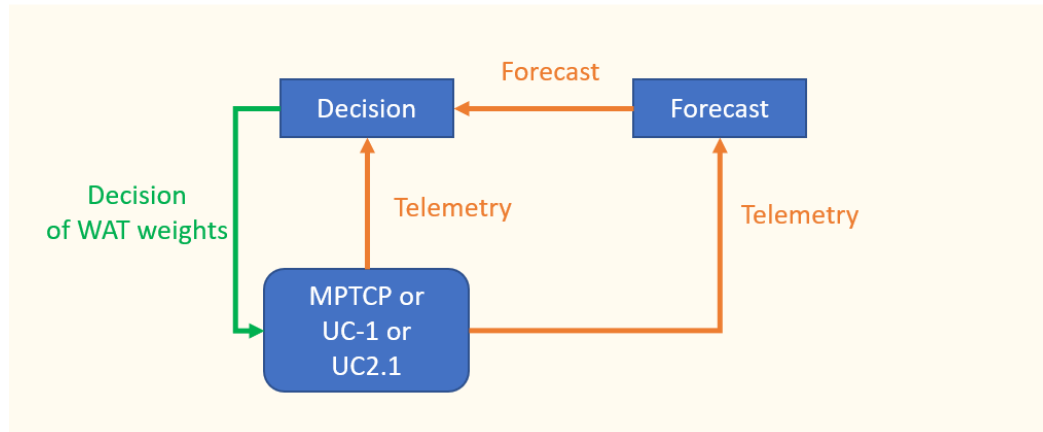 Forecast
Decision
Forecast
Decision
of WAT weights
Telemetry
Telemetry
MPTCP or
UC-1 or
UC2.1